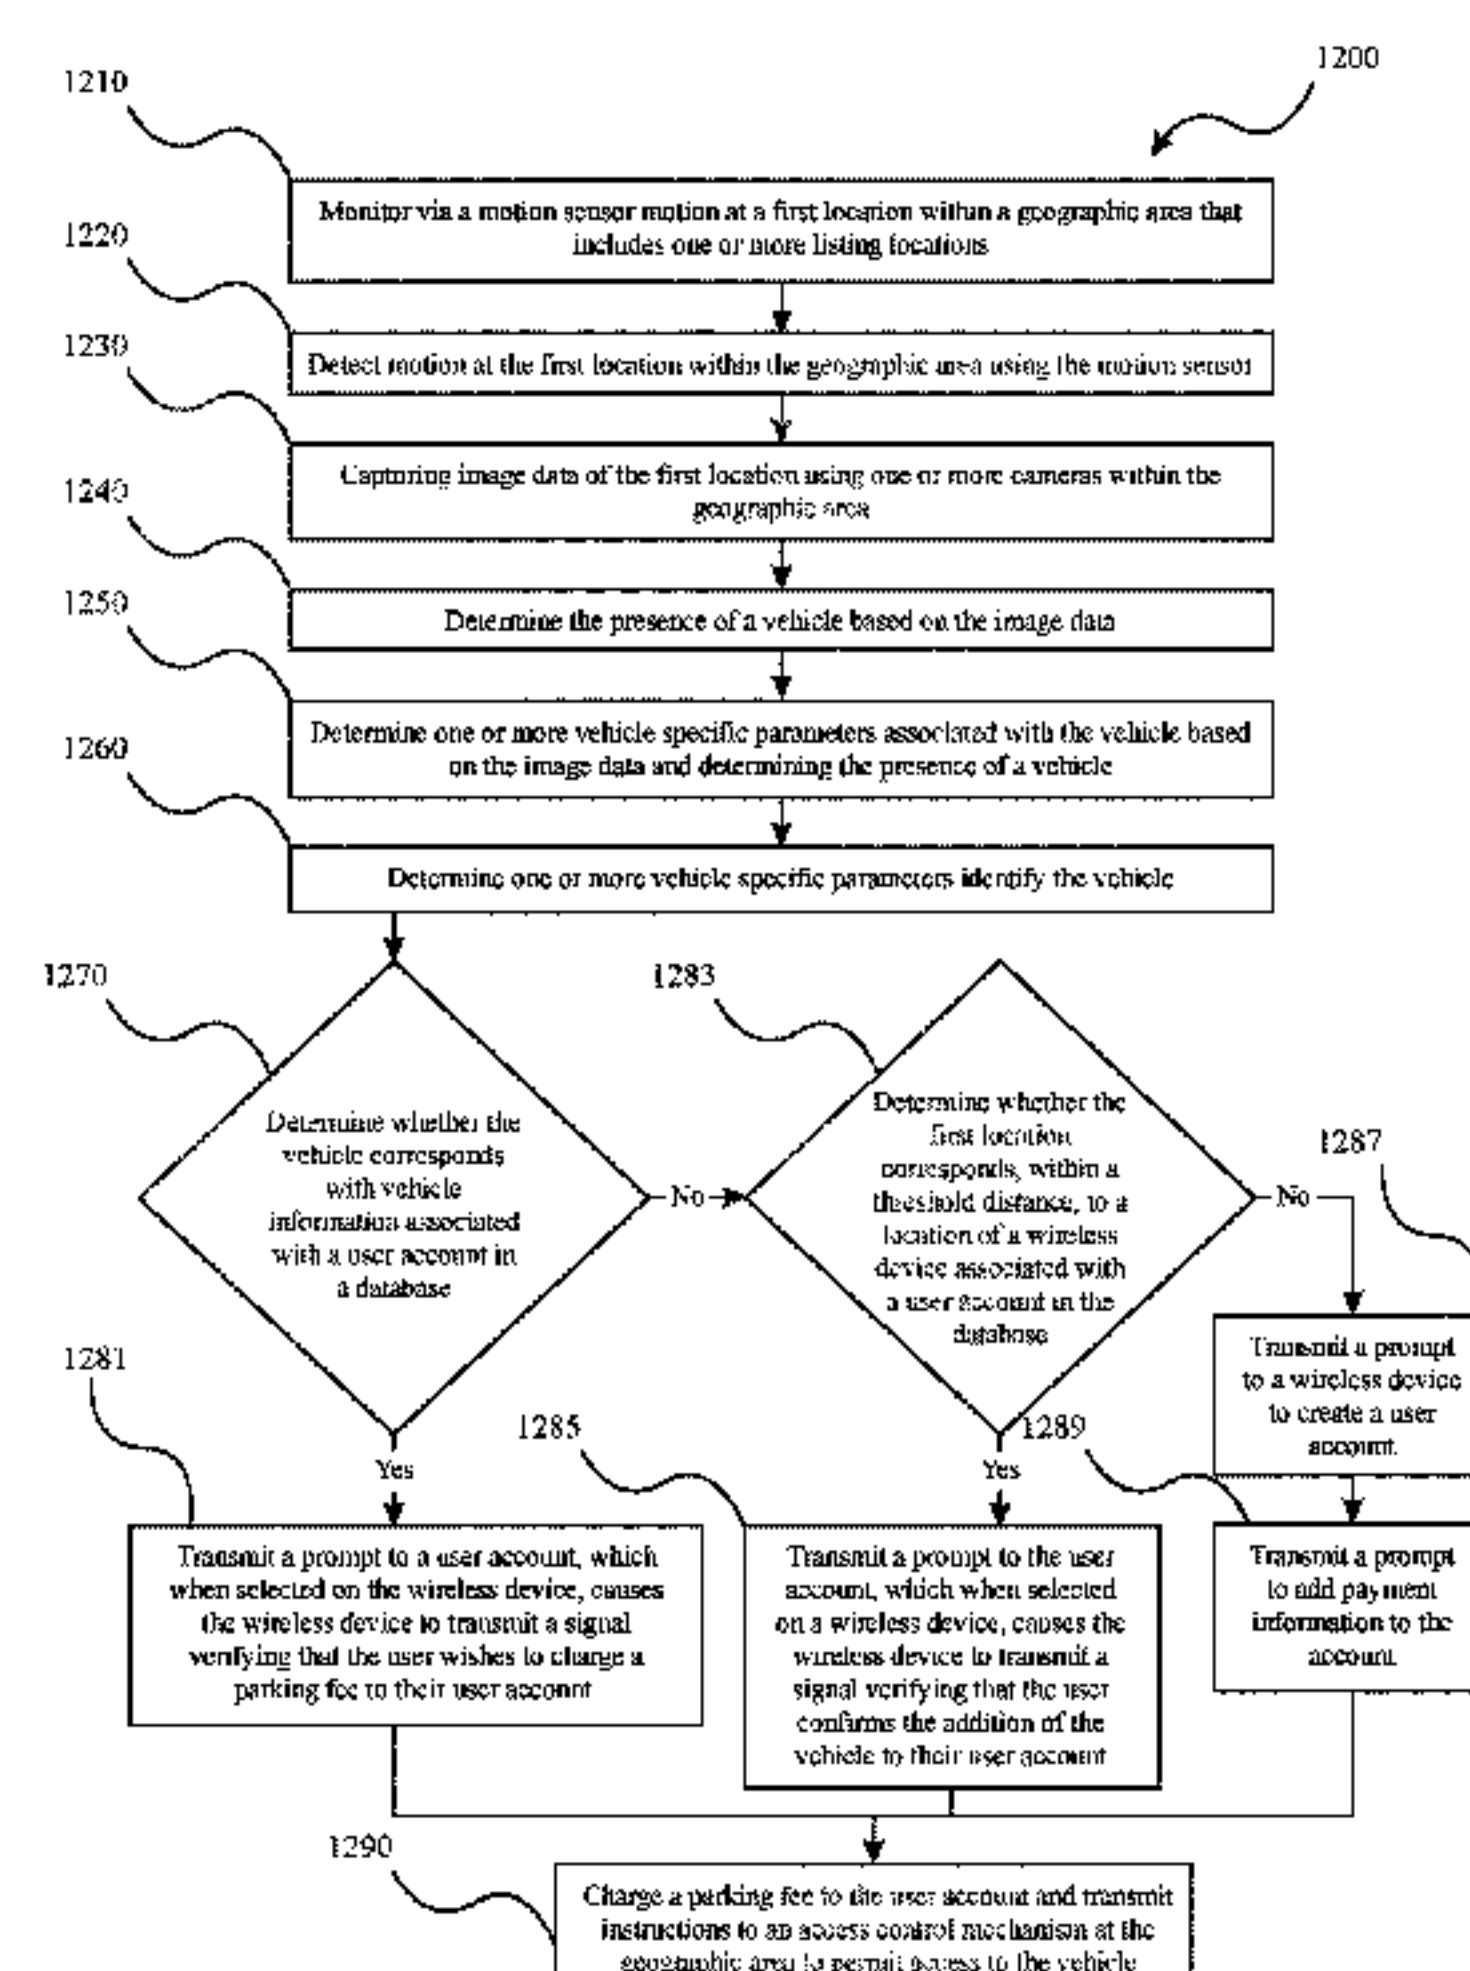 1200
1210
Monitor via a motion sensor motion at a first location within a geographic area that
includes one or more listing locations
1220
Detect motion at the first location within the geographic area using the motion sensor
1230
Capturing image data of the first location using one or more cameras within the
geographic area
1240
Determine the presence of a vehicle based on the image data
1250
Determine one or more vehicle specific parameters associated with the vehicle based
on the image data and determining the presence of a vehicle
1260
Determine one or more vehicle specific parameters identify the vehicle
1270
Determine whether the
vehicle corresponds
with vehicle
information associated
with a user account in
a database
No
1283
Determine whether the
first location
corresponds, within a
threshold distance, to a
location of a wireless
device associated with
a user account in the
database
No
1287
Transmit a prompt
to a wireless device
to create a user
account.
Yes
1281
Transmit a prompt to a user account, which
when selected on the wireless device, causes
the wireless device to transmit a signal
verifying that the user wishes to charge a
parking fee to their user account
Yes
1285
Transmit a prompt to the user
account, which when selected
on a wireless device, causes the
wireless device to transmit a
signal verifying that the user
confirms the addition of the
vehicle to their user account
1289
Transmit a prompt
to add payment
information to the
account
1290
Charge a parking fee to the user account and transmit
instructions to an access control mechanism at the
geographic area to permit access to the vehicle